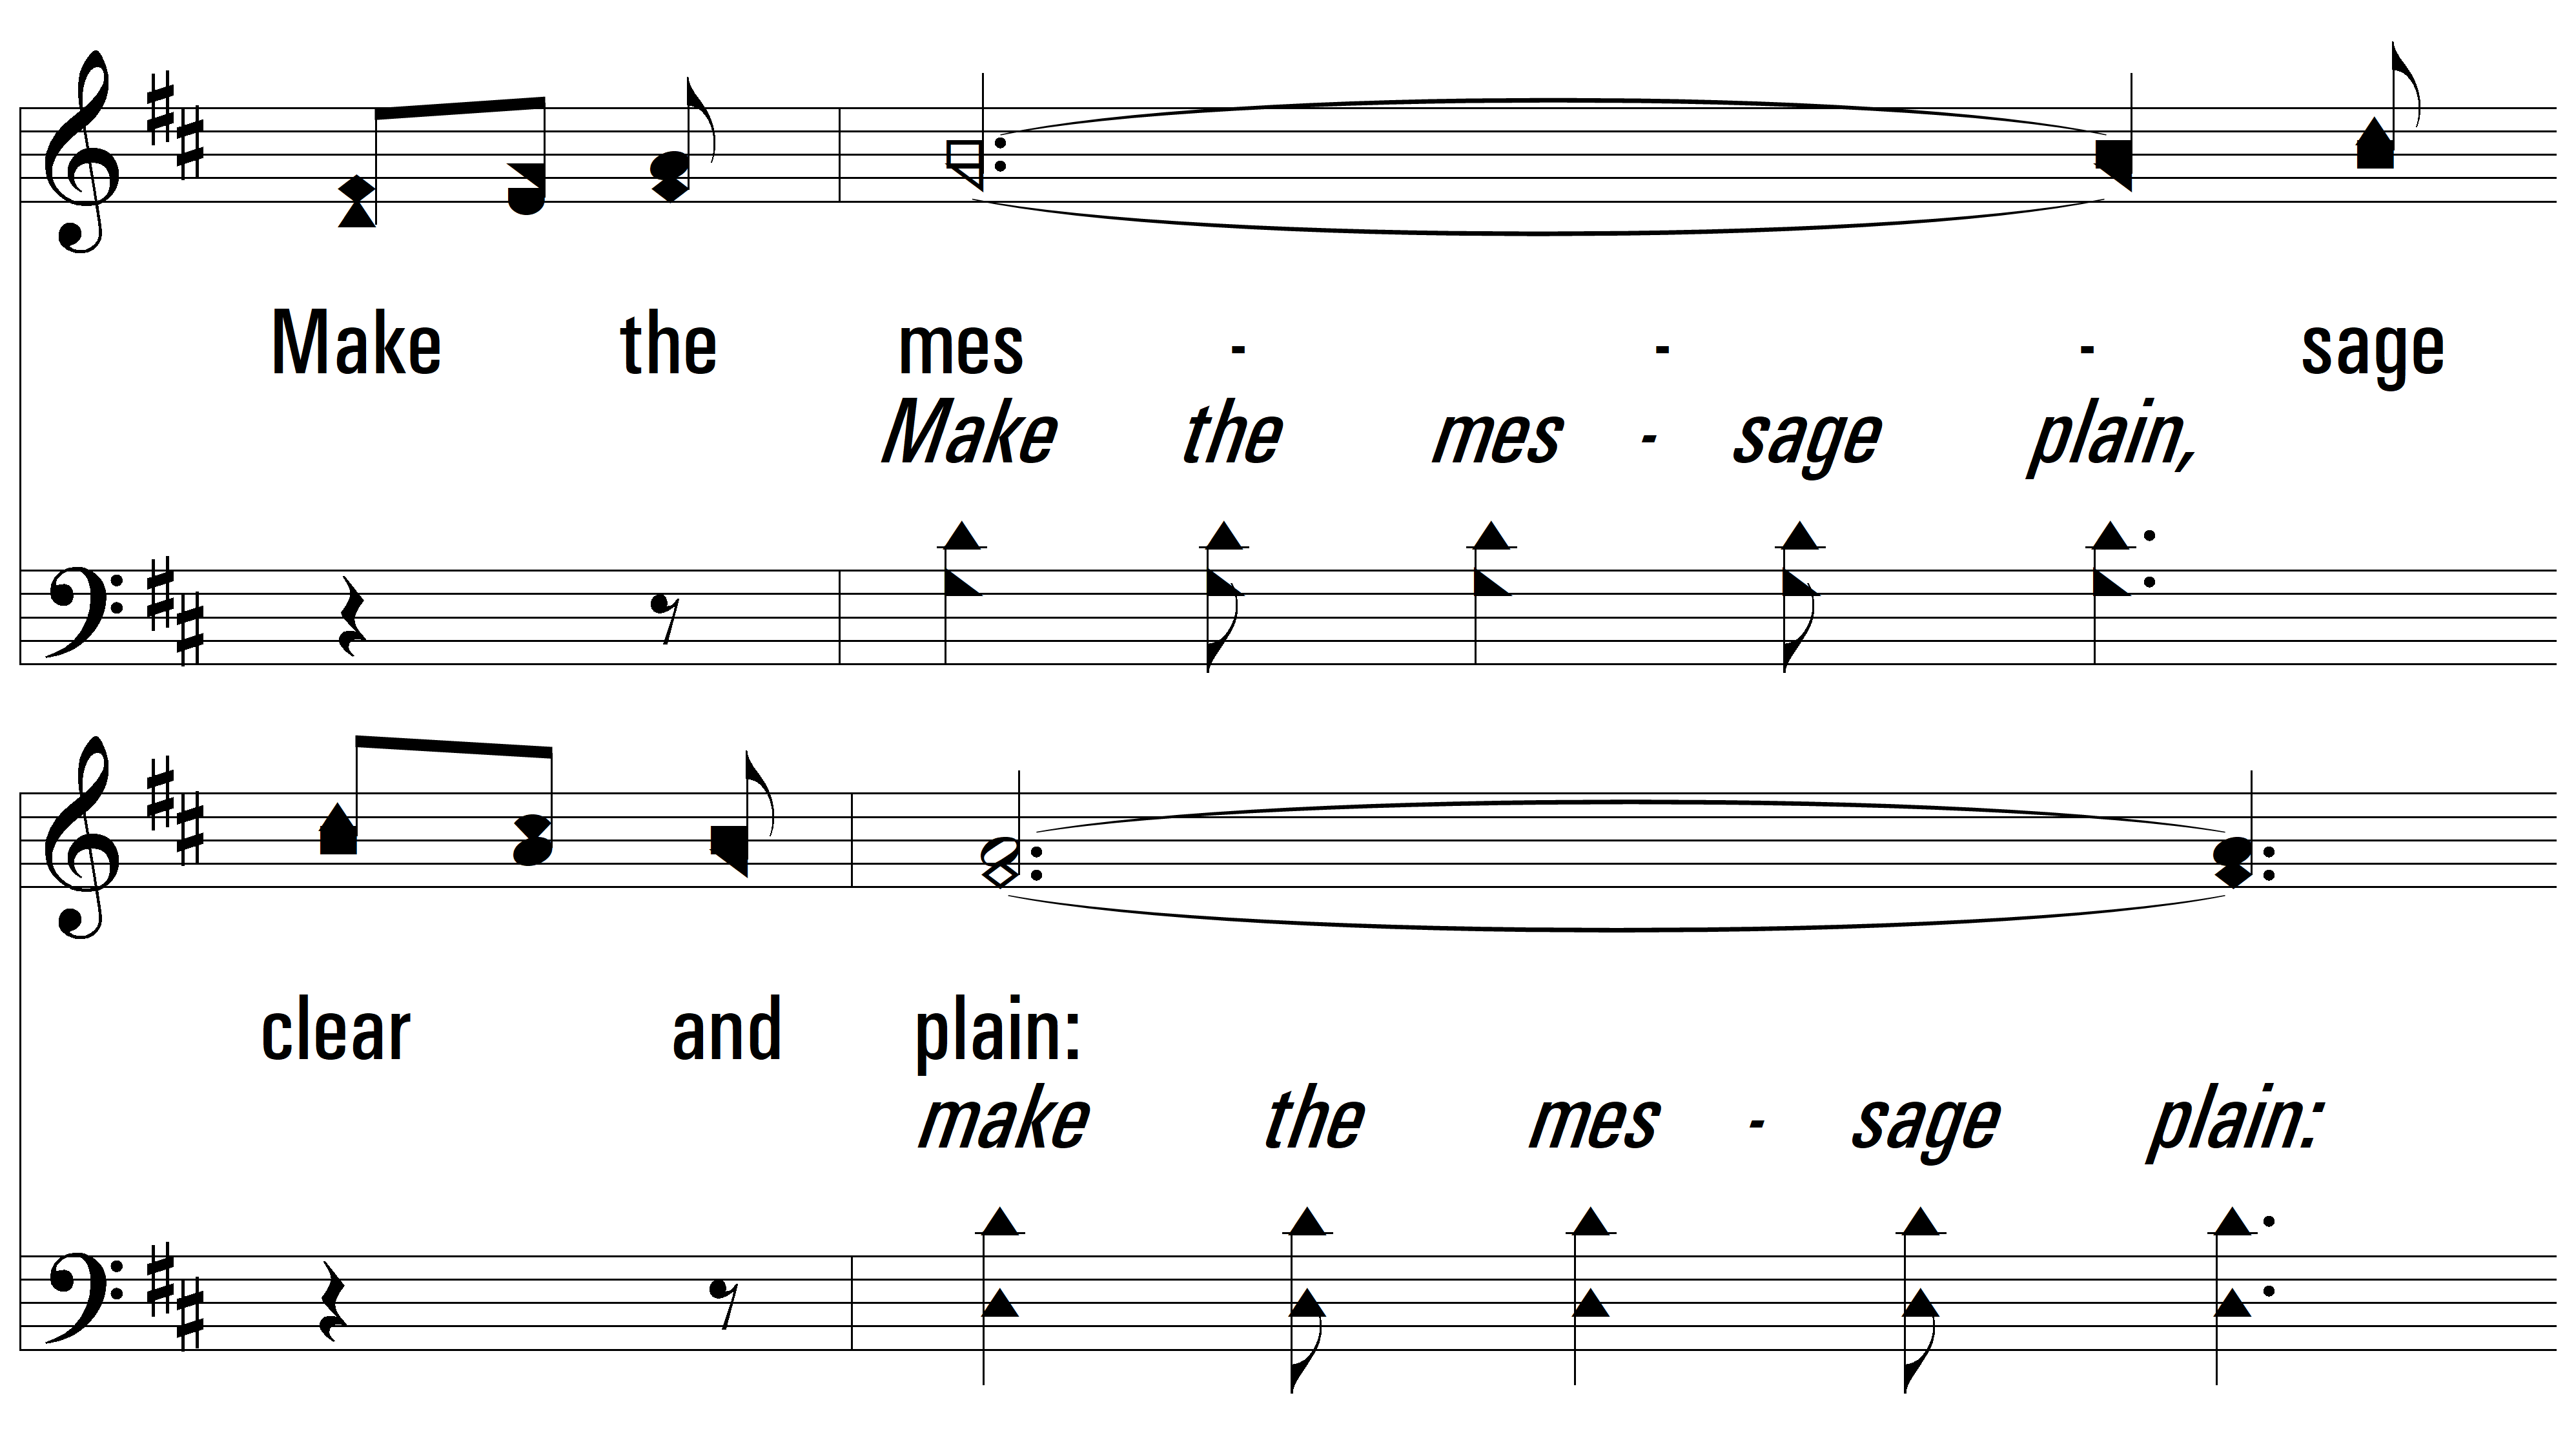 Make the mes - - - sage
Make the mes - sage plain,
clear and plain:
make the mes - sage plain: